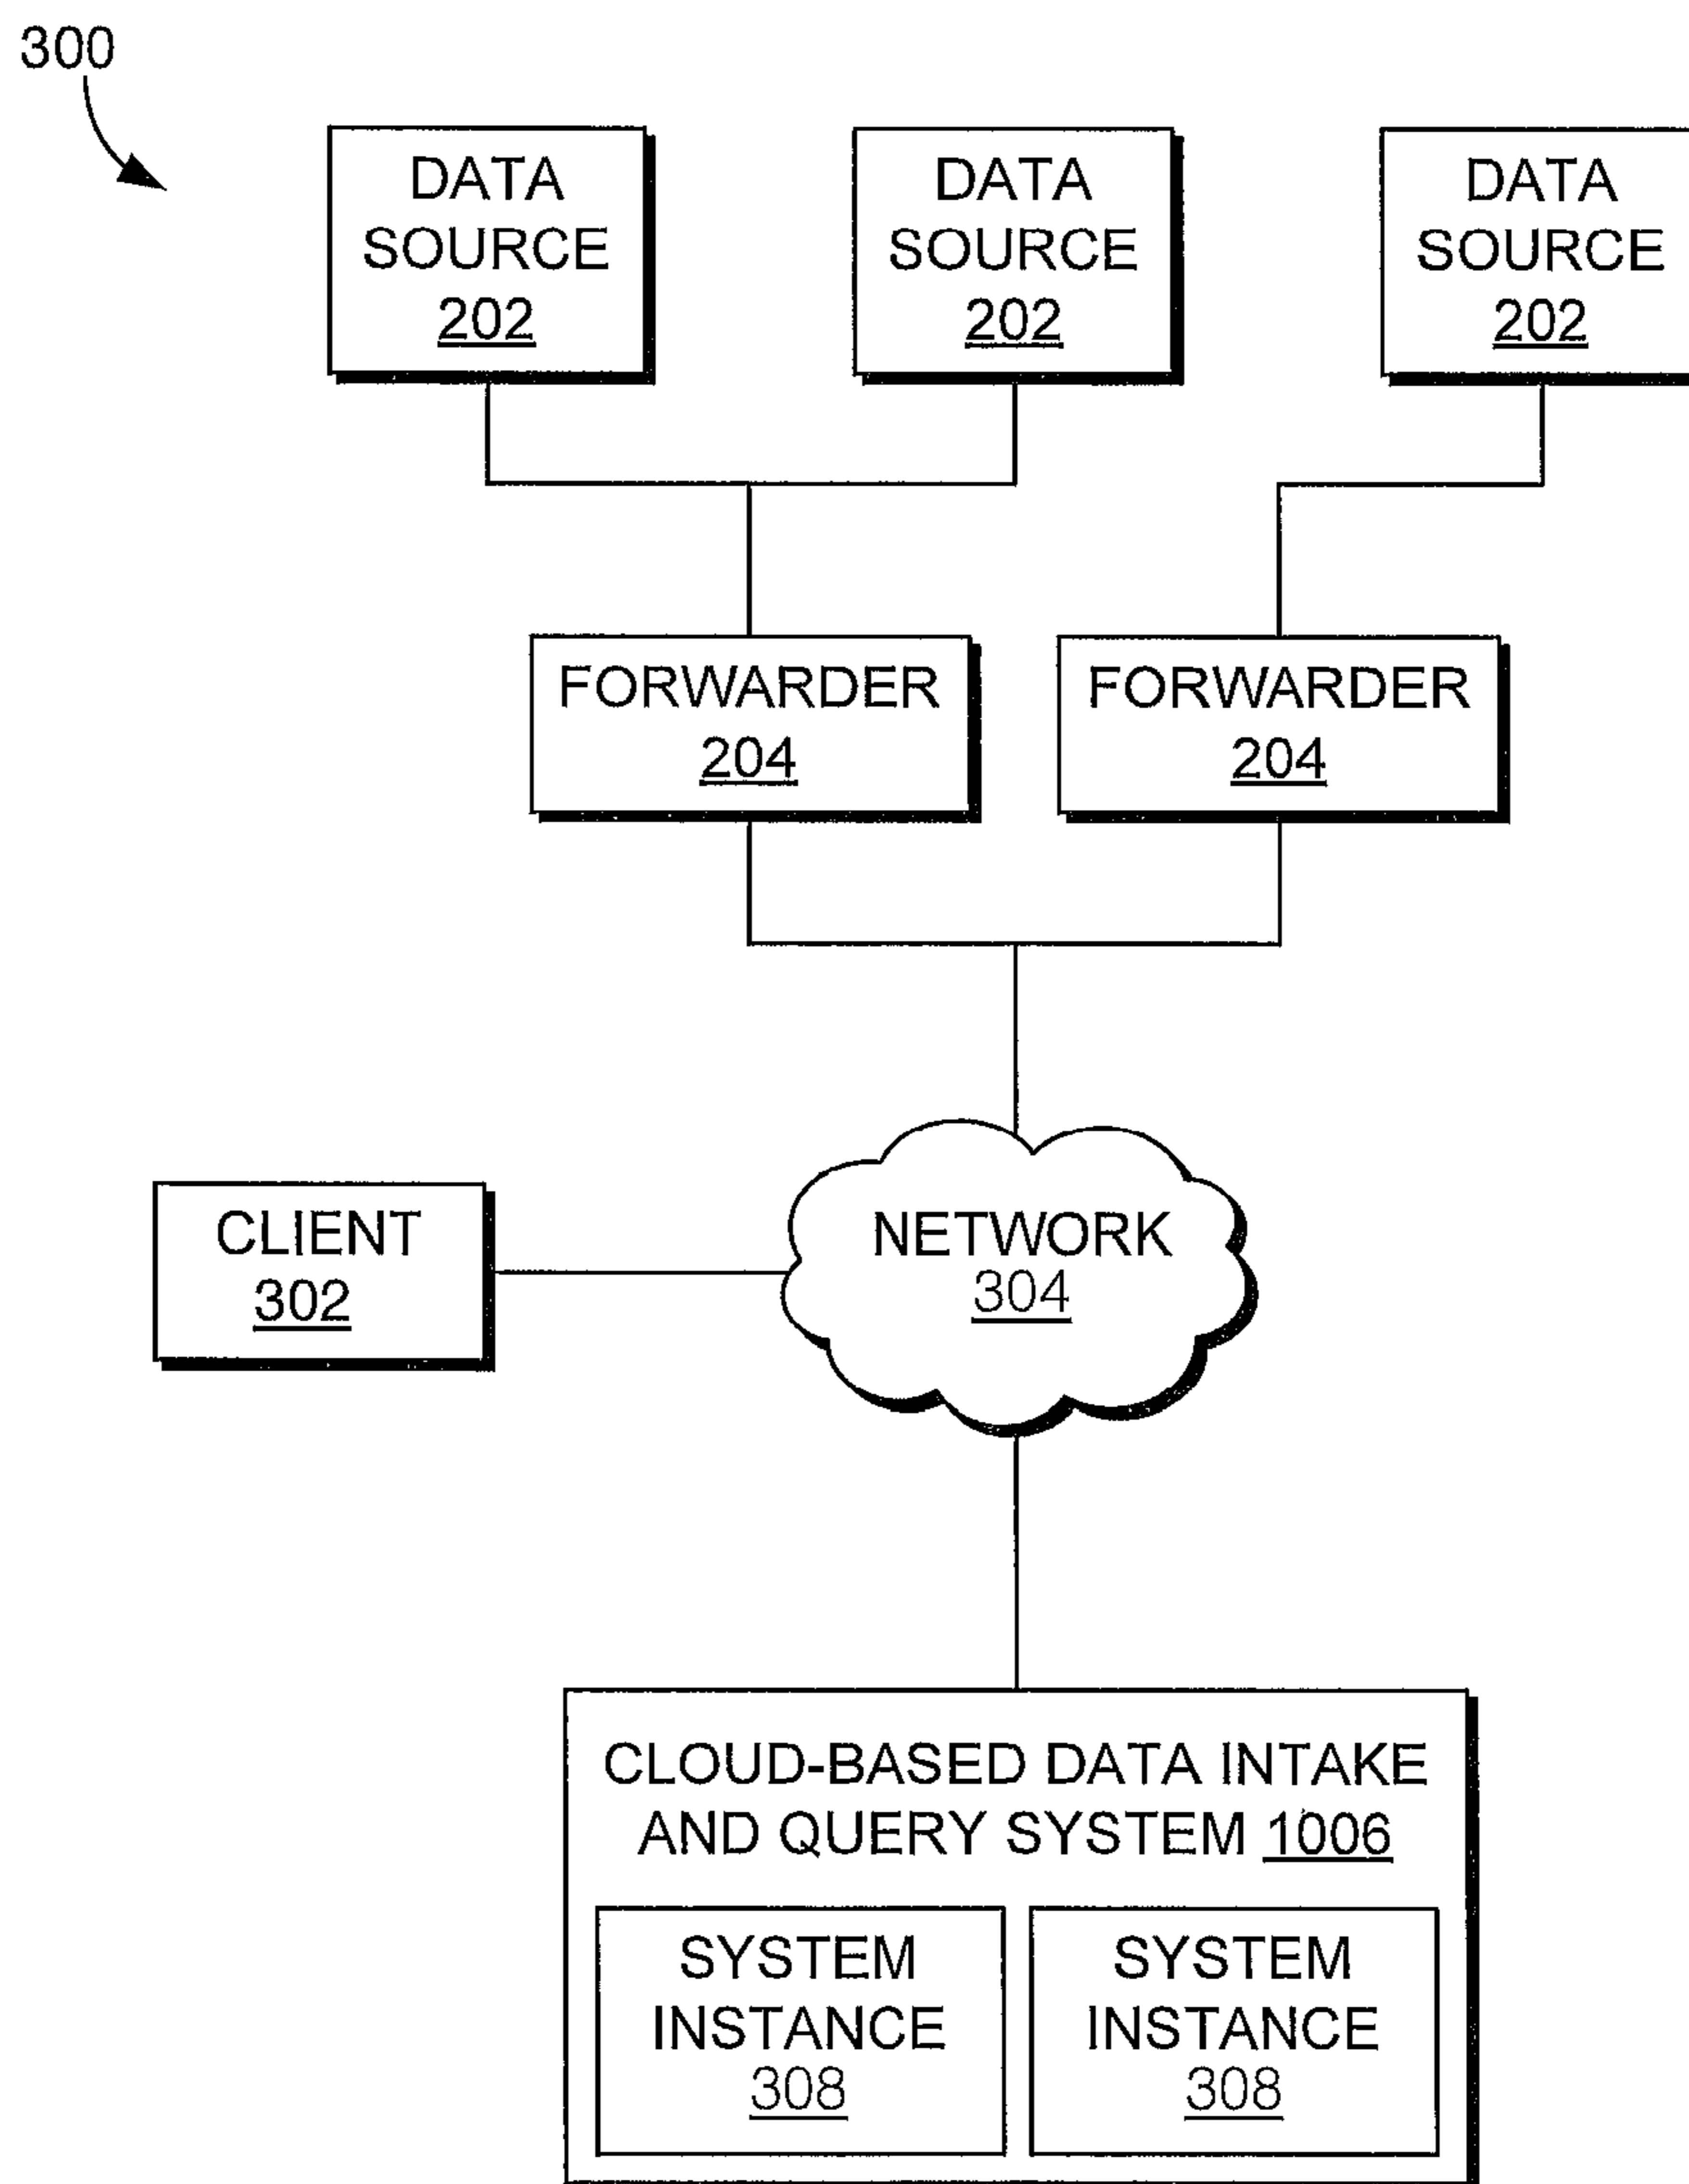 300
DATA
SOURCE
202
DATA
SOURCE
202
DATA
SOURCE
202
FORWARDER
204
FORWARDER
204
CLIENT
302
NETWORK
304
CLOUD-BASED DATA INTAKE
AND QUERY SYSTEM 1006
SYSTEM
INSTANCE
308
SYSTEM
INSTANCE
308